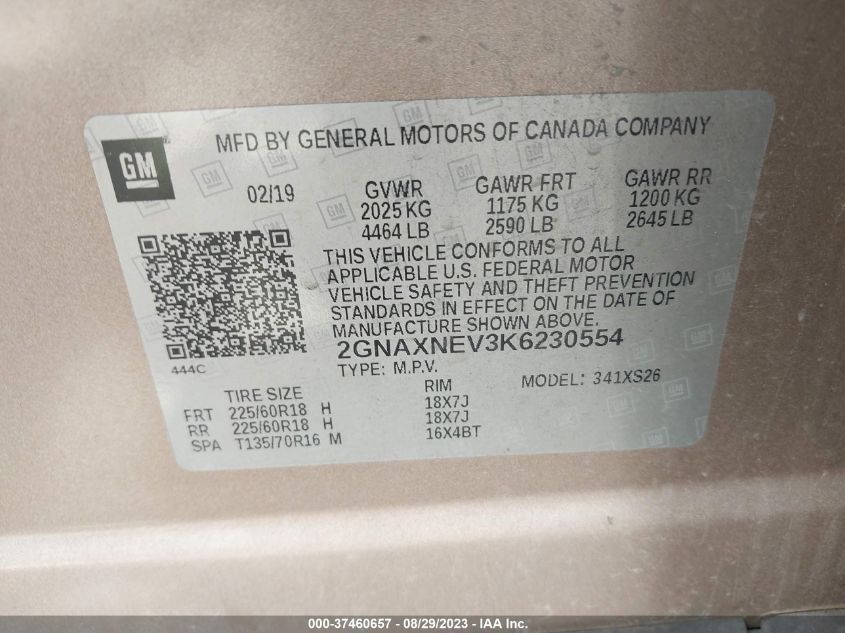 GM
MFD BY GENERAL MOTORS OF CANADA COMPANY
02/19
GVWR
2025 KG
4464 LB
GAWR FRT
1175 KG
2590 LB
GAWR RR
1200 KG
2645 LB
THIS VEHICLE CONFORMS TO ALL
APPLICABLE U.S. FEDERAL MOTOR
VEHICLE SAFETY AND THEFT PREVENTION
STANDARDS IN EFFECT ON THE DATE OF
MANUFACTURE SHOWN ABOVE.
2GNAXNEV3K6230554
444C
TYPE: M.P.V.
MODEL: 341XS26
TIRE SIZE RIM
FRT 225/60R18 H 18X7J
RR 225/60R18 H 18X7J
SPA T135/70R16 M 16X4BT
000-37460657 - 08/29/2023 - IAA Inc.